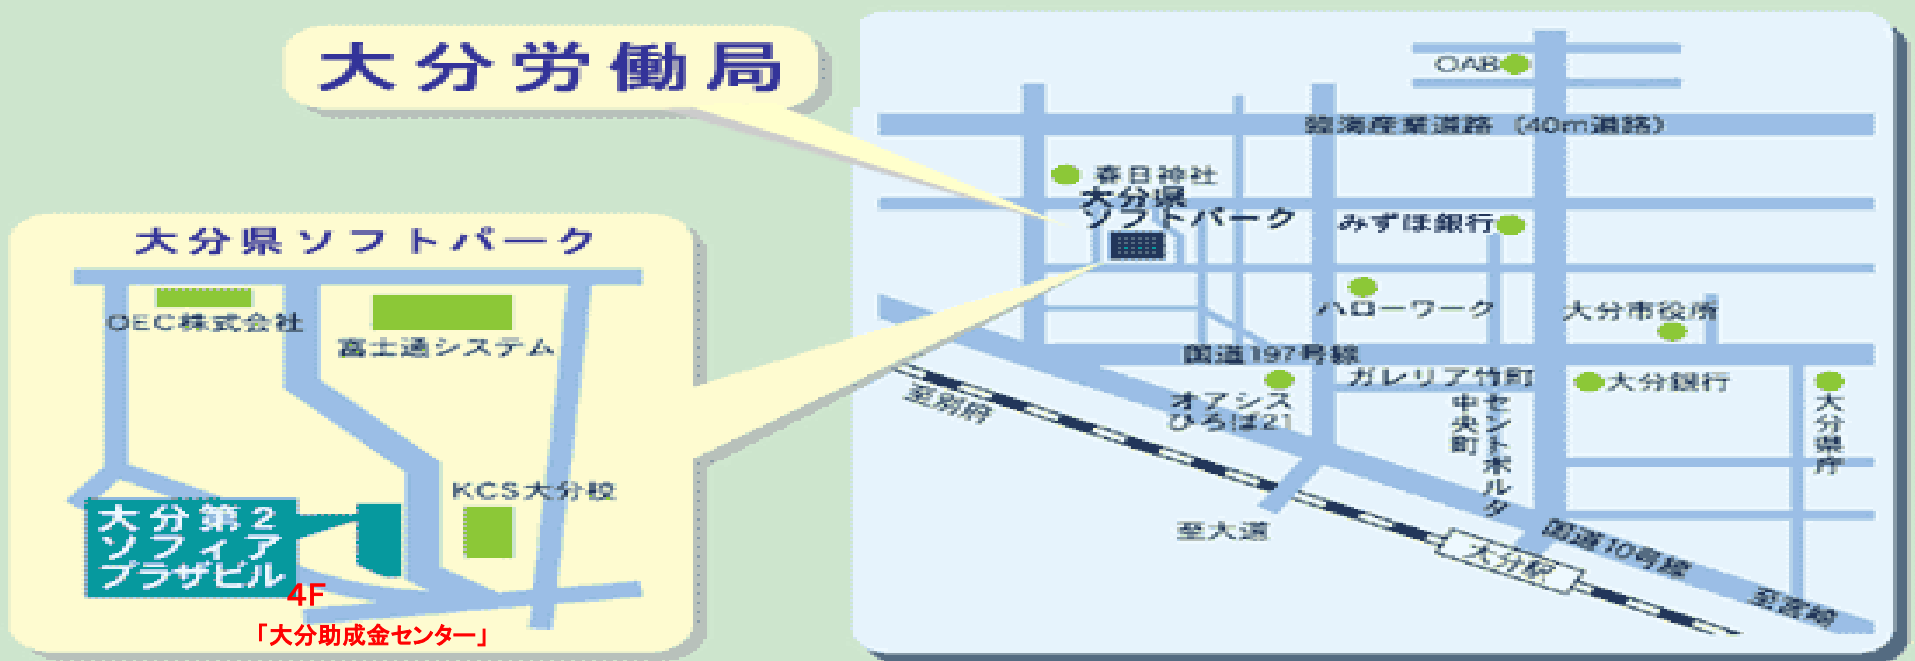 大分労働局
大分県ソフトパーク
OEC株式会社
富士通システム
KCS大分校
大分第2
ソフィア
プラザビル
4F
「大分助成金センター」
OAB
臨海産業道路（40m道路）
春日神社
大分県
ソフトパーク
みずほ銀行
ハローワーク
大分市役所
国道197号線
ガレリア竹町
大分銀行
オアシス
ひろば21
セントポルタ
中央町
大分県庁
至別府
至大道
大分駅
国道10号線
至宮崎